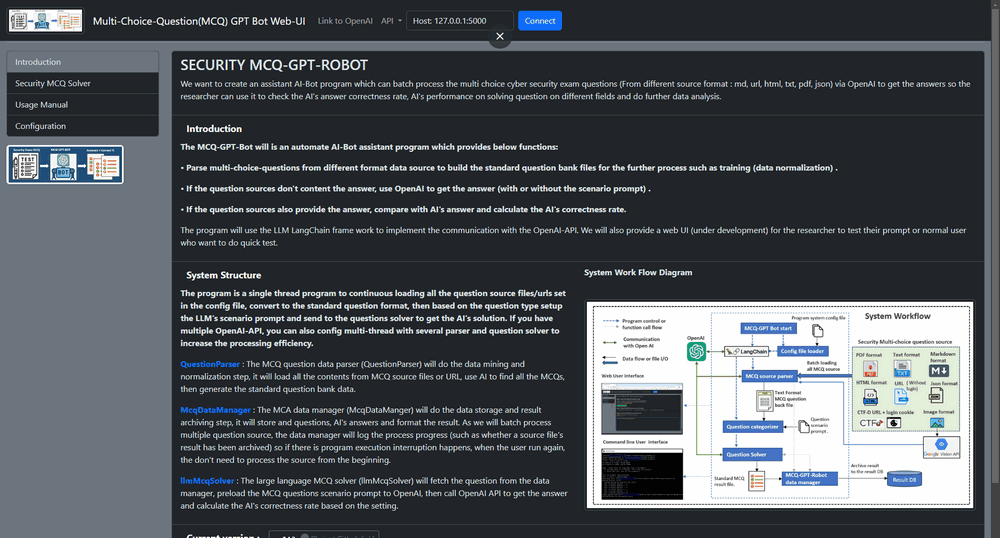 Multi-Choice-Question(MCQ) GPT Bot Web-UI
Link to OpenAI
API
Host: 127.0.0.1:5000
Connect
Introduction
Security MCQ Solver
Usage Manual
Configuration
SECURITY MCQ-GPT-ROBOT
We want to create an assistant AI-Bot program which can batch process the multi choice cyber security exam questions (From different source format : md, url, html, txt, pdf, json) via OpenAI to get the answers so the
researcher can use it to check the AI's answer correctness rate, AI's performance on solving question on different fields and do further data analysis.
Introduction
The MCQ-GPT-Bot will is an automate AI-Bot assistant program which provides below functions:
• Parse multi-choice-questions from different format data source to build the standard question bank files for the further process such as training (data normalization) .
• If the question sources don't content the answer, use OpenAI to get the answer (with or without the scenario prompt) .
• If the question sources also provide the answer, compare with AI's answer and calculate the AI's correctness rate.
The program will use the LLM LangChain frame work to implement the communication with the OpenAI-API. We will also provide a web UI (under development) for the researcher to test their prompt or normal user
who want to do quick test.
System Structure
The program is a single thread program to continuous loading all the question source files/urls set
in the config file, convert to the standard question format, then based on the question type setup
the LLM's scenario prompt and send to the questions solver to get the AI's solution. If you have
multiple OpenAI-API, you can also config multi-thread with several parser and question solver to
increase the processing efficiency.
QuestionParser : The MCQ question data parser (QuestionParser) will do the data mining and
normalization step, it will load all the contents from MCQ source files or URL, use AI to find all the MCQs,
then generate the standard question bank data.
McqDataManager : The MCA data manager (McqDataManger) will do the data storage and result
archiving step, it will store and questions, AI's answers and format the result. As we will batch
process multiple question source, the data manager will log the process progress (such as whether a source file's
result has been archived) so if there is program execution interruption happens, when the user run again,
the don't need to process the source from the beginning.
llmMcqSolver : The large language MCQ solver (llmMcqSolver) will fetch the question from the data
manager, preload the MCQ questions scenario prompt to OpenAI, then call OpenAI API to get the answer
and calculate the AI's correctness rate based on the setting.
System Work Flow Diagram
Program control or
function call flow
Communication
with Open AI
Data flow or file I/O
OpenAI
MCQ-GPT Bot start
Program system config
file
System Workflow
LangChain
Config file loader
Security Multi-choice question source
PDF format
Text format
Markdown
format
HTML format
URL ( Without
login)
Json format
CTF-D URL + login cookie
Image format
Google Vision API
Batch loading
all MCQ source
MCQ source parser
Web User interface
Text Format
MCQ question
back file
Question
scenario
prompt .
Question categorizer
Command line User interface
Question Solver
Standard MCQ
result file.
MCQ-GPT-Robot
data manager
Archive result
to the result DB
Result DB
Current version :